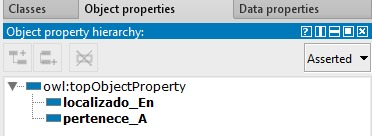 Classes Object properties Data properties
Object property hierarchy:
Asserted
owl:topObjectProperty
localizado_En
pertenece_A